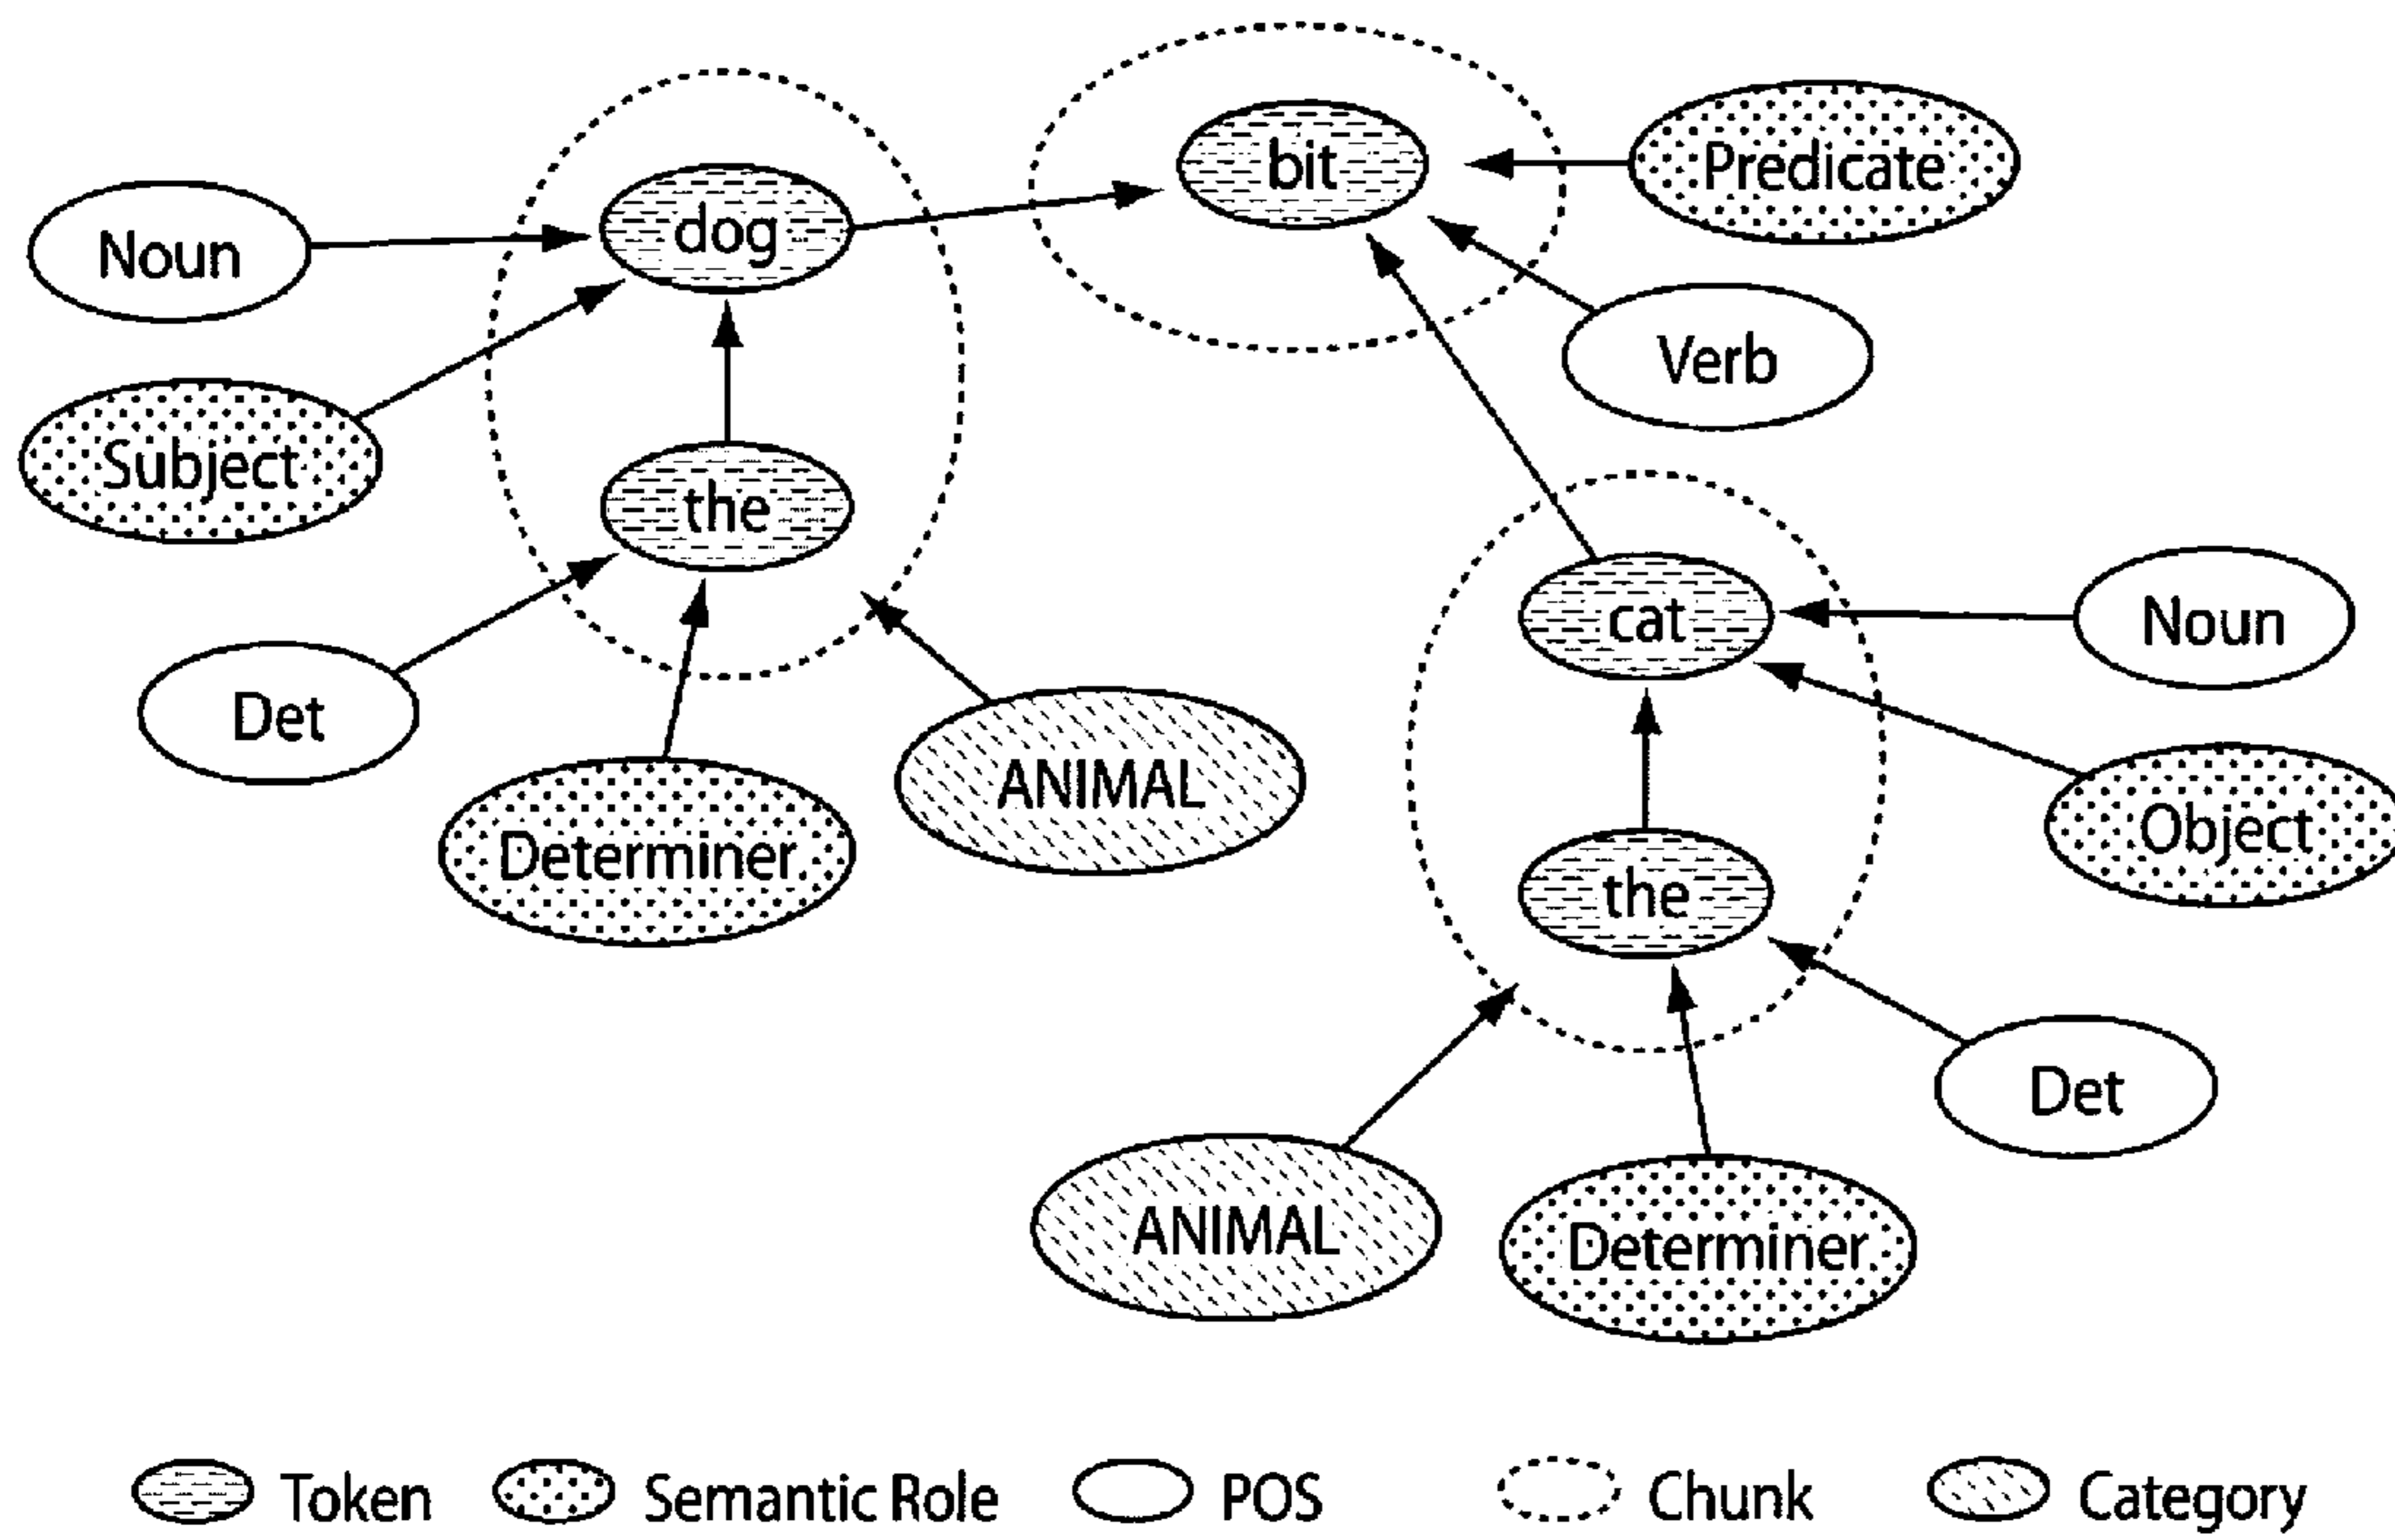 bit
Predicate
dog
Noun
Verb
Subject
the
cat
Noun
Det
ANIMAL
Object
Determiner
the
Det
ANIMAL
Determiner
Token Semantic Role POS Chunk Category